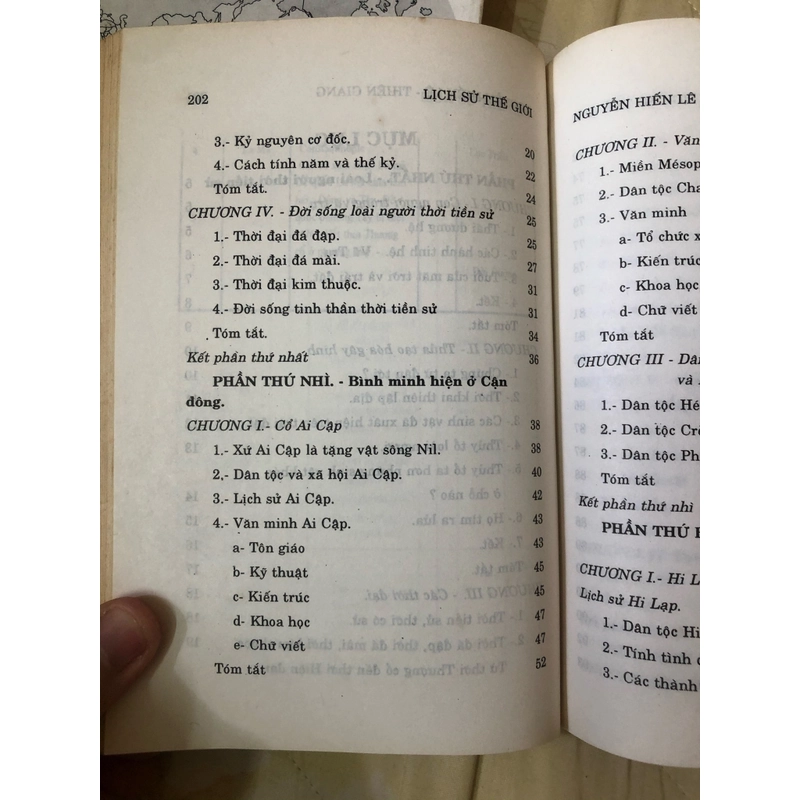 202 LỊCH SỬ THẾ GIỚI
3.- Kỷ nguyên cơ đốc. 20
4.- Cách tính năm và thế kỷ. 22
Tóm tắt. 24
CHƯƠNG IV. - Đời sống loài người thời tiền sử 25
1.- Thời đại đá đập. 25
2.- Thời đại đá mài. 27
3.- Thời đại kim thuộc. 31
4.- Đời sống tinh thần thời tiền sử 31
Tóm tắt. 34
Kết phần thứ nhất 36
PHẦN THỨ NHÌ. - Bình minh hiện ở Cận
đông.
CHƯƠNG I.- Cổ Ai Cập 38
1.- Xứ Ai Cập là tặng vật sông Nil. 38
2,- Dân tộc và xã hội Ai Cập. 40
3.- Lịch sử Ai Cập. 42
4.- Văn minh Ai Cập. 43
a- Tôn giáo 43
b- Kỹ thuật 45
c- Kiến trúc 45
d- Khoa học 47
e- Chữ viết 47
Tóm tắt 52
NGUYỄN HIẾN LÊ
CHƯƠNG II. - Văn
1.- Miền Mésop
2.- Dân tộc Cha
3.- Văn minh
a- Tổ chức x
b- Kiến trúc
c- Khoa học
d- Chữ viết
Tóm tắt
CHƯƠNG III - Dâ
và
1.- Dân tộc Hé
2.- Dân tộc Crê
3.- Dân tộc Ph
Tóm tắt
Kết phần thứ nhì
PHẦN THỨ
CHƯƠNG I.- Hi Lạ
Lịch sử Hi Lạp.
1.- Dân tộc Hi
2.- Tính tình c
3.- Các thành